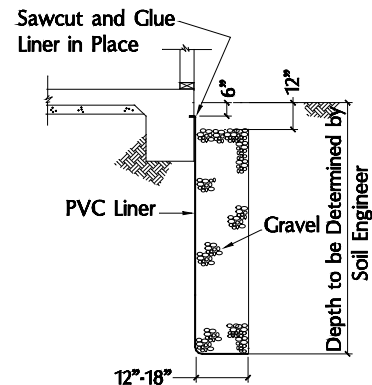 Sawcut and Glue
Liner in Place
6"
12"
PVC Liner
Gravel
Depth to be Determined by
Soil Engineer
12"-18"